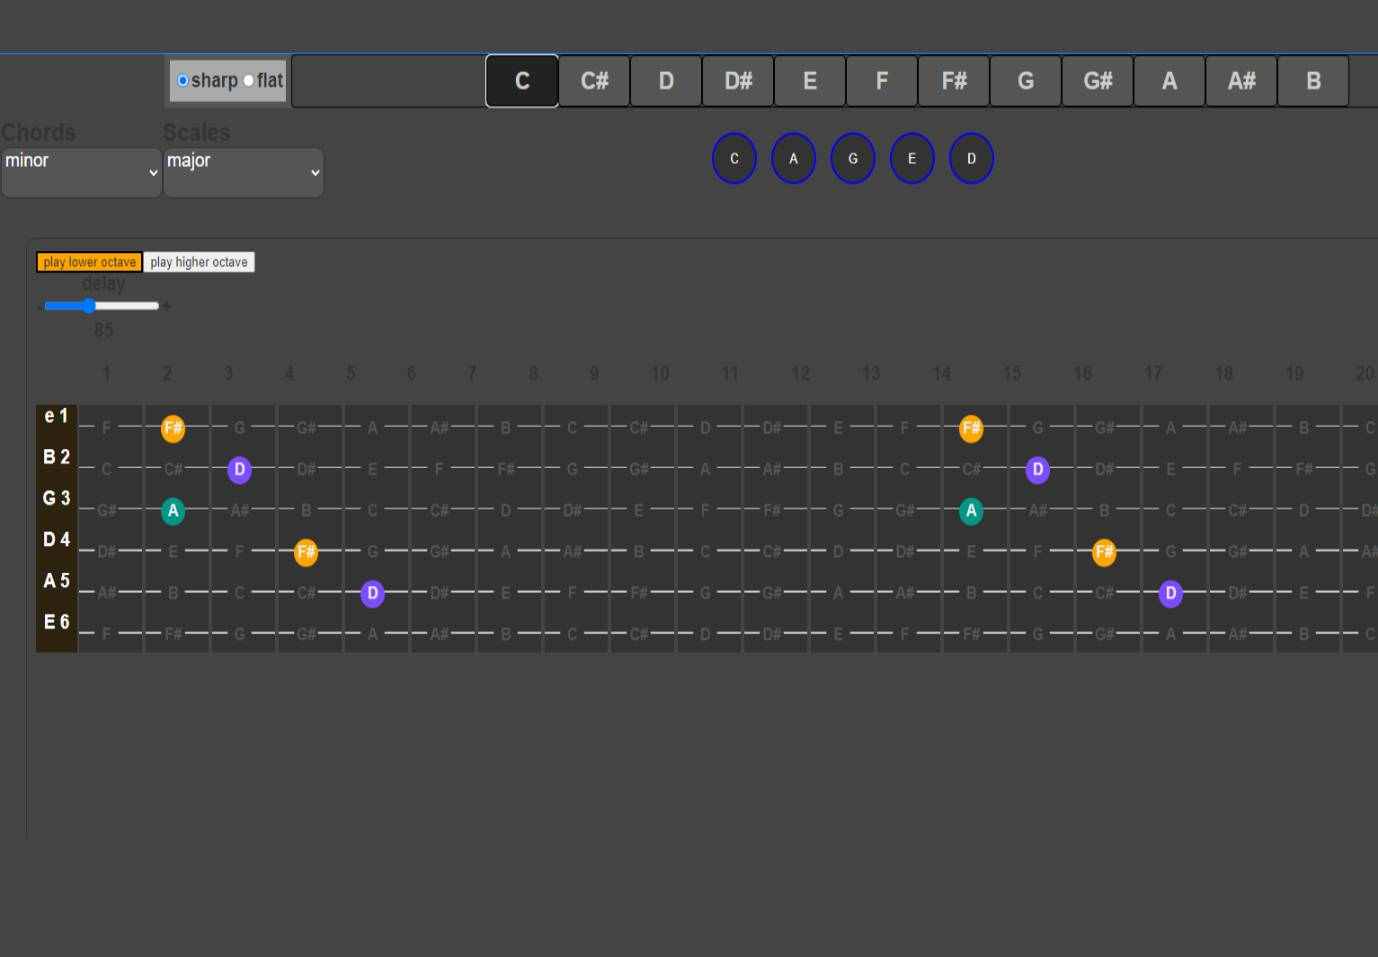 sharp flat C C# D D# E F F# G G# A A# B
Chords Scales
minor major
C A G E D
play lower octave play higher octave
delay
- +
85
1 2 3 4 5 6 7 8 9 10 11 12 13 14 15 16 17 18 19 20
e 1 F F# G G# A A# B C C# D D# E F F# G G# A A# B C
B 2 C C# D D# E F F# G G# A A# B C C# D D# E F F# G
G 3 G# A A# B C C# D D# E F F# G G# A A# B C C# D D#
D 4 D# E F F# G G# A A# B C C# D D# E F F# G G# A A#
A 5 A# B C C# D D# E F F# G G# A A# B C C# D D# E F
E 6 F F# G G# A A# B C C# D D# E F F# G G# A A# B C